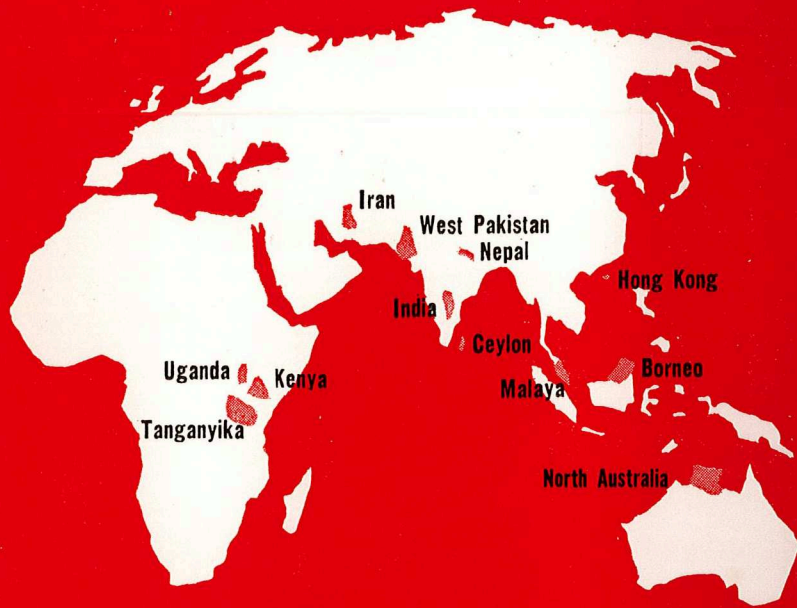 Iran
West Pakistan
Nepal
Hong Kong
India
Ceylon
Uganda
Kenya
Borneo
Malaya
Tanganyika
North Australia